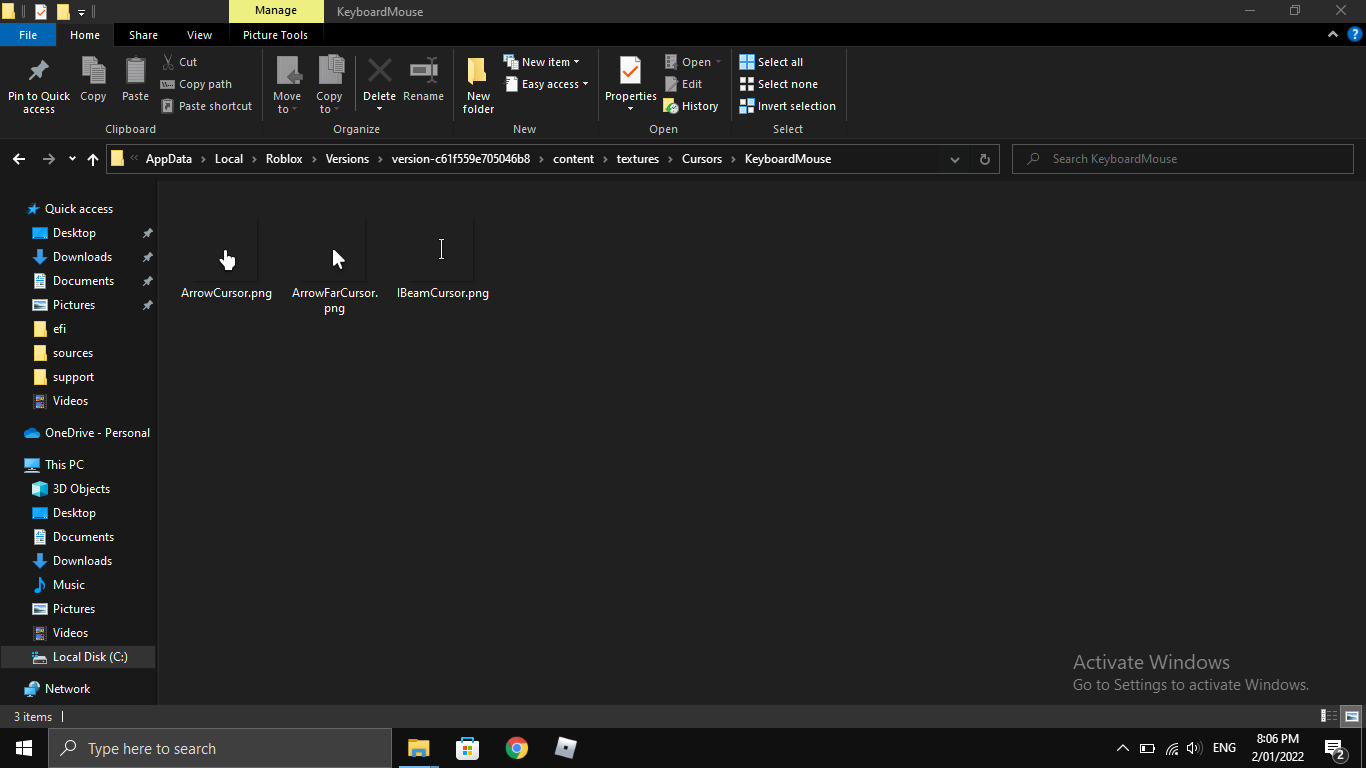 Manage
KeyboardMouse
File
Home
Share
View
Picture Tools
Pin to Quick
access
Copy
Paste
Cut
Copy path
Paste shortcut
Clipboard
Move
to
Copy
to
Delete
Rename
Organize
New
folder
New item
Easy access
New
Properties
Open
Edit
History
Open
Select all
Select none
Invert selection
Select
« AppData > Local > Roblox > Versions > version-c61f559e705046b8 > content > textures > Cursors > KeyboardMouse
Search KeyboardMouse
Quick access
Desktop
Downloads
Documents
Pictures
efi
sources
support
Videos
OneDrive - Personal
This PC
3D Objects
Desktop
Documents
Downloads
Music
Pictures
Videos
Local Disk (C:)
Network
ArrowCursor.png
ArrowFarCursor.
png
IBeamCursor.png
Activate Windows
Go to Settings to activate Windows.
3 items
Type here to search
ENG
8:06 PM
2/01/2022
2